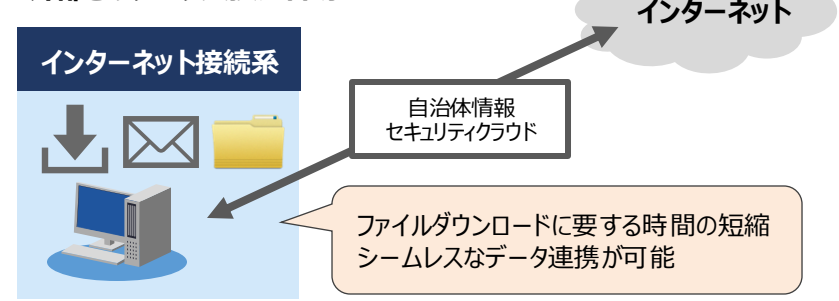 インターネット
インターネット接続系
自治体情報
セキュリティクラウド
ファイルダウンロードに要する時間の短縮
シームレスなデータ連携が可能